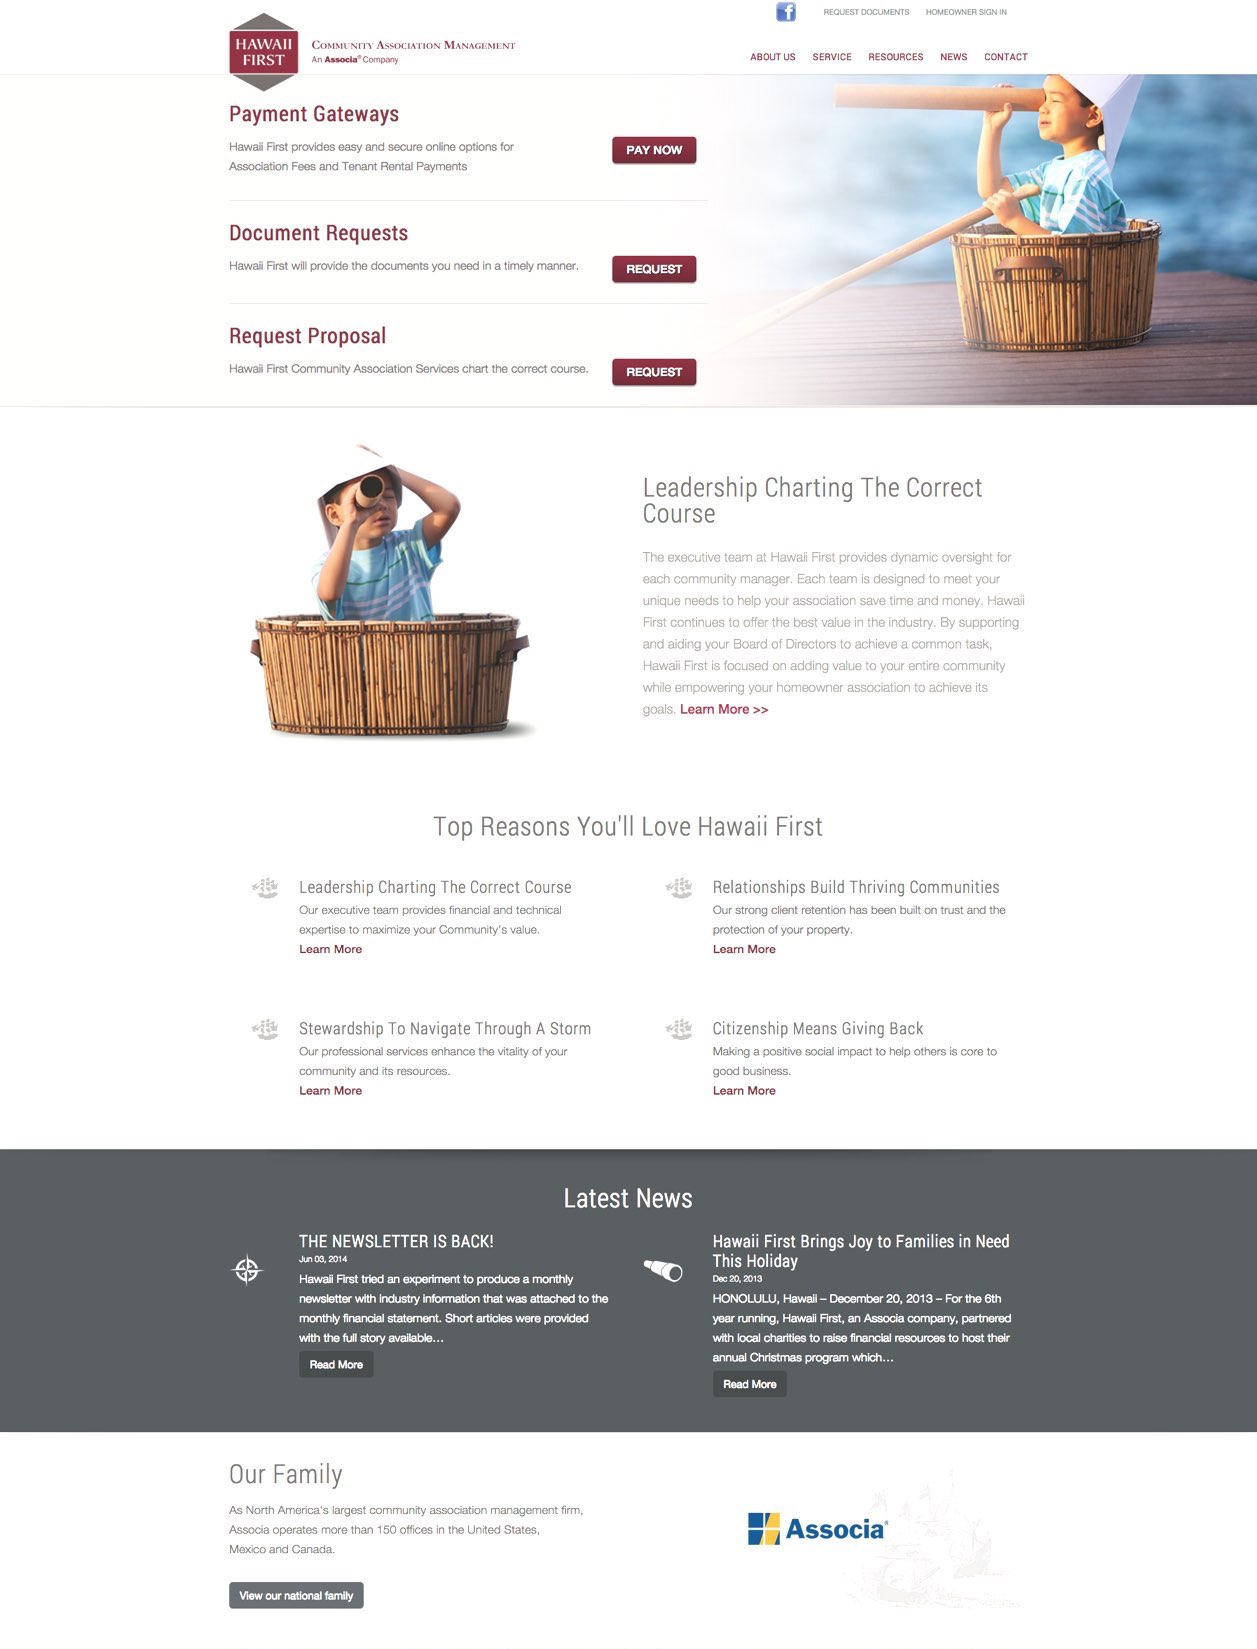 REQUEST DOCUMENTS HOMEOWNER SIGN IN
HAWAII
FIRST
COMMUNITY ASSOCIATION MANAGEMENT
An Associa® Company
ABOUT US SERVICE RESOURCES NEWS CONTACT
Payment Gateways
Hawaii First provides easy and secure online options for
Association Fees and Tenant Rental Payments
PAY NOW
Document Requests
Hawaii First will provide the documents you need in a timely manner.
REQUEST
Request Proposal
Hawaii First Community Association Services chart the correct course.
REQUEST
Leadership Charting The Correct
Course
The executive team at Hawaii First provides dynamic oversight for
each community manager. Each team is designed to meet your
unique needs to help your association save time and money. Hawaii
First continues to offer the best value in the industry. By supporting
and aiding your Board of Directors to achieve a common task,
Hawaii First is focused on adding value to your entire community
while empowering your homeowner association to achieve its
goals. Learn More >>
Top Reasons You'll Love Hawaii First
Leadership Charting The Correct Course
Our executive team provides financial and technical
expertise to maximize your Community's value.
Learn More
Relationships Build Thriving Communities
Our strong client retention has been built on trust and the
protection of your property.
Learn More
Stewardship To Navigate Through A Storm
Our professional services enhance the vitality of your
community and its resources.
Learn More
Citizenship Means Giving Back
Making a positive social impact to help others is core to
good business.
Learn More
Latest News
THE NEWSLETTER IS BACK!
Jun 03, 2014
Hawaii First tried an experiment to produce a monthly
newsletter with industry information that was attached to the
monthly financial statement. Short articles were provided
with the full story available…
Read More
Hawaii First Brings Joy to Families in Need
This Holiday
Dec 20, 2013
HONOLULU, Hawaii – December 20, 2013 – For the 6th
year running, Hawaii First, an Associa company, partnered
with local charities to raise financial resources to host their
annual Christmas program which…
Read More
Our Family
As North America's largest community association management firm,
Associa operates more than 150 offices in the United States,
Mexico and Canada.
View our national family
Associa®